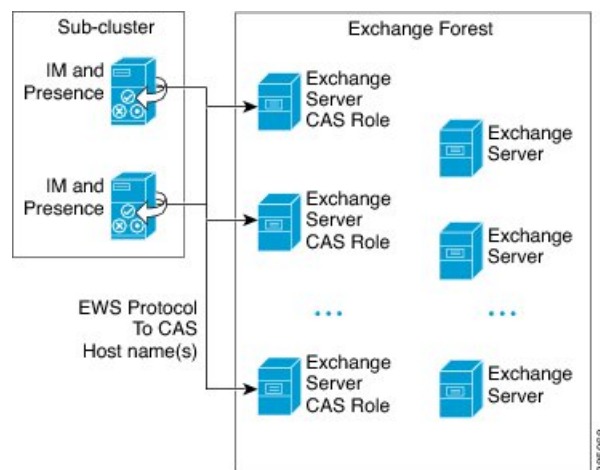 Sub-cluster
IM and
Presence
IM and
Presence
EWS Protocol
To CAS
Host name(s)
Exchange Forest
Exchange
Server
CAS Role
Exchange
Server
Exchange
Server
CAS Role
Exchange
Server
...
...
Exchange
Server
CAS Role
Exchange
Server